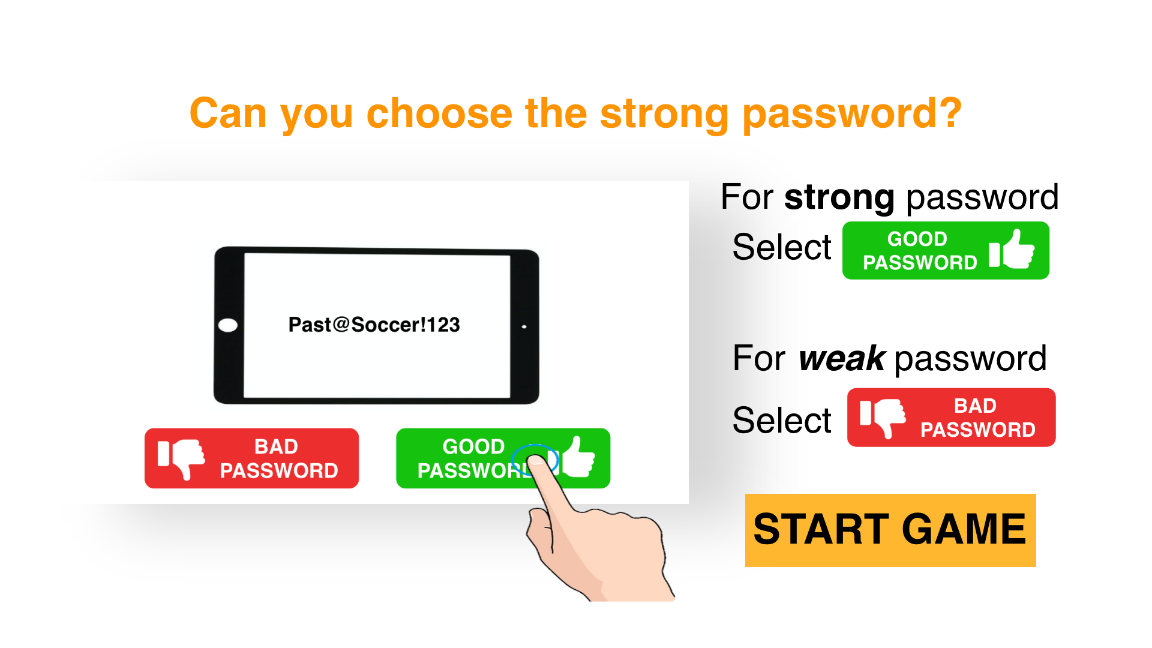 Can you choose the strong password?
Past@Soccer!123
BAD
PASSWORD
GOOD
PASSWORD
For strong password
Select
GOOD
PASSWORD
For weak password
Select
BAD
PASSWORD
START GAME